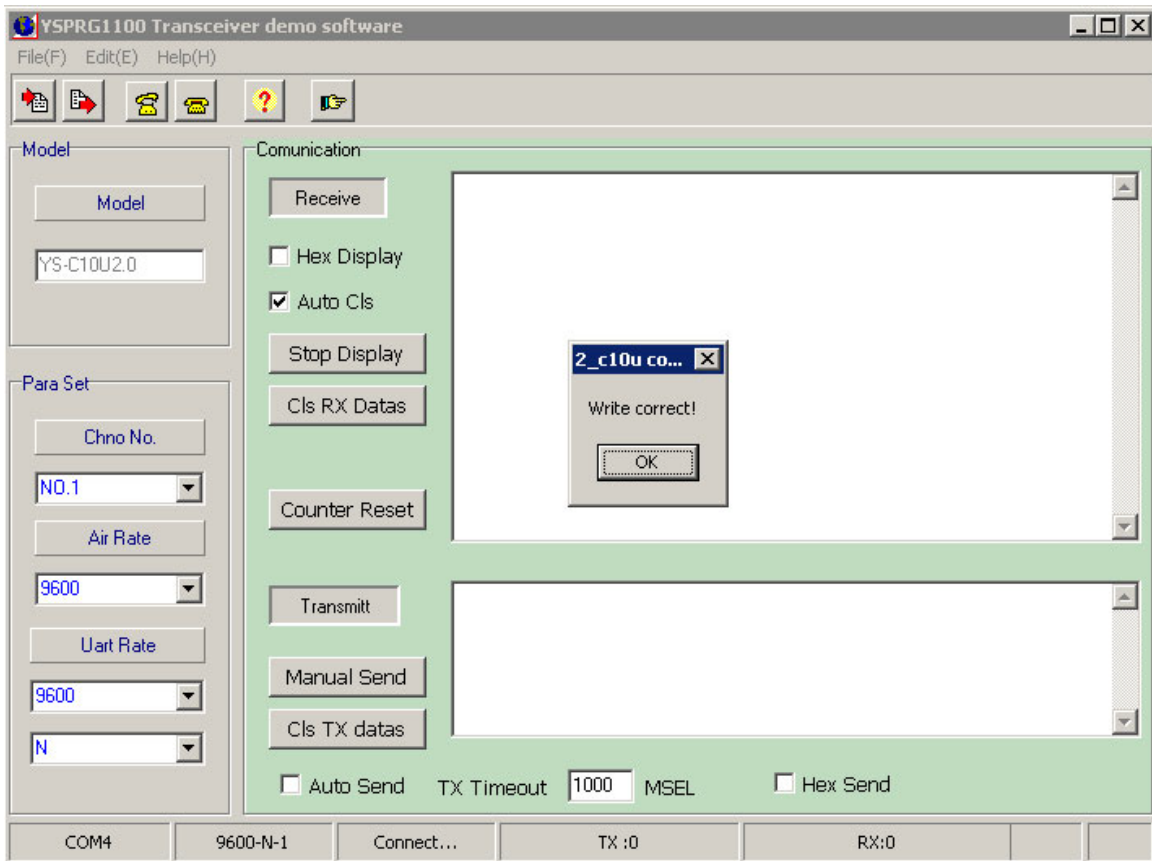 YSPRG1100 Transceiver demo software
File(F) Edit(E) Help(H)
Model
Model
YS-C10U2.0
Para Set
Chno No.
NO.1
Air Rate
9600
Uart Rate
9600
N
Comunication
Receive
Hex Display
Auto Cls
Stop Display
Cls RX Datas
Counter Reset
2_c10u co...
Write correct!
OK
Transmitt
Manual Send
Cls TX datas
Auto Send TX Timeout 1000 MSEL Hex Send
COM4 9600-N-1 Connect... TX :0 RX:0